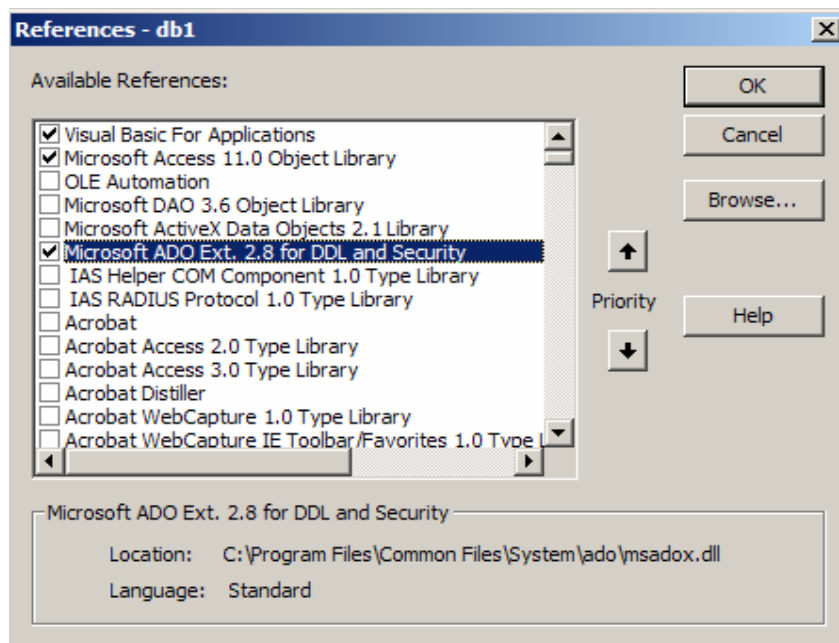 References - db1
Available References:
OK
Visual Basic For Applications
Cancel
Microsoft Access 11.0 Object Library
OLE Automation
Microsoft DAO 3.6 Object Library
Browse...
Microsoft ActiveX Data Objects 2.1 Library
Microsoft ADO Ext. 2.8 for DDL and Security
IAS Helper COM Component 1.0 Type Library
IAS RADIUS Protocol 1.0 Type Library
Priority
Help
Acrobat
Acrobat Access 2.0 Type Library
Acrobat Access 3.0 Type Library
Acrobat Distiller
Acrobat WebCapture 1.0 Type Library
Acrobat WebCapture IE Toolbar/Favorites 1.0 Type L
Microsoft ADO Ext. 2.8 for DDL and Security
Location: C:\Program Files\Common Files\System\ado\msadox.dll
Language: Standard